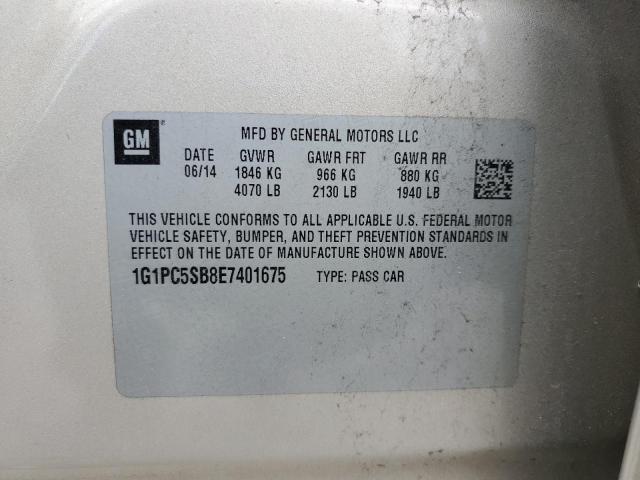 GM
®
MFD BY GENERAL MOTORS LLC
DATE GVWR GAWR FRT GAWR RR
06/14 1846 KG 966 KG 880 KG
4070 LB 2130 LB 1940 LB
THIS VEHICLE CONFORMS TO ALL APPLICABLE U.S. FEDERAL MOTOR
VEHICLE SAFETY, BUMPER, AND THEFT PREVENTION STANDARDS IN
EFFECT ON THE DATE OF MANUFACTURE SHOWN ABOVE.
1G1PC5SB8E7401675 TYPE: PASS CAR